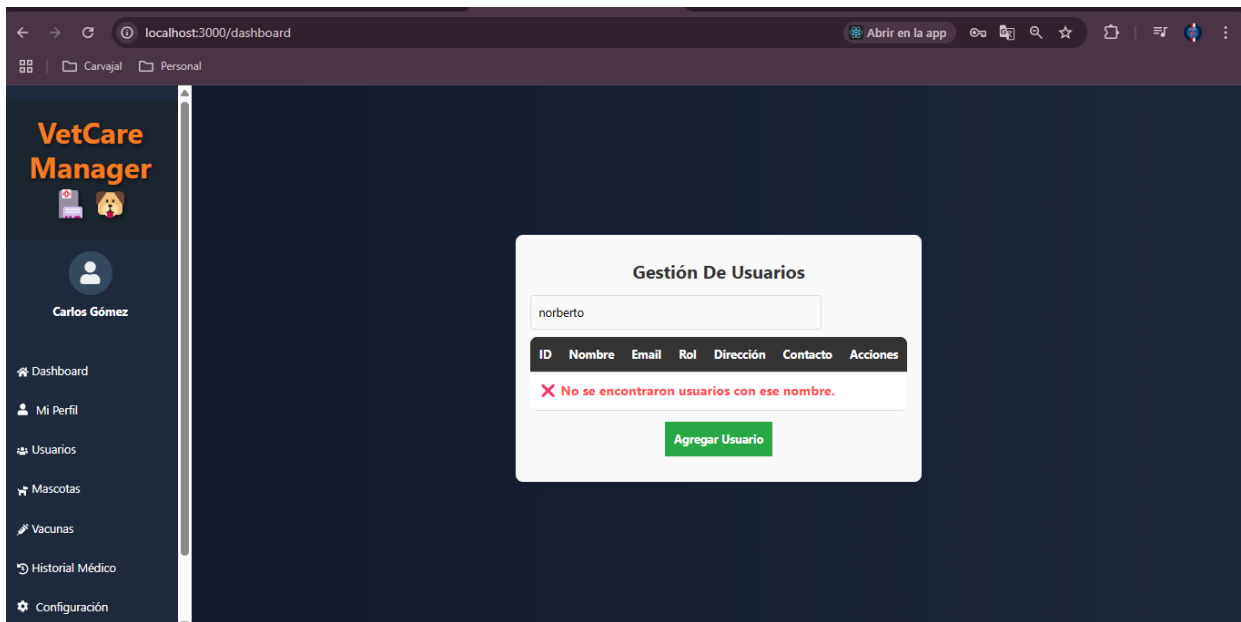 localhost:3000/dashboard
Abrir en la app
Carvajal
Personal
VetCare
Manager
Carlos Gómez
Dashboard
Mi Perfil
Usuarios
Mascotas
Vacunas
Historial Médico
Configuración
Gestión De Usuarios
norberto
ID Nombre Email Rol Dirección Contacto Acciones
No se encontraron usuarios con ese nombre.
Agregar Usuario